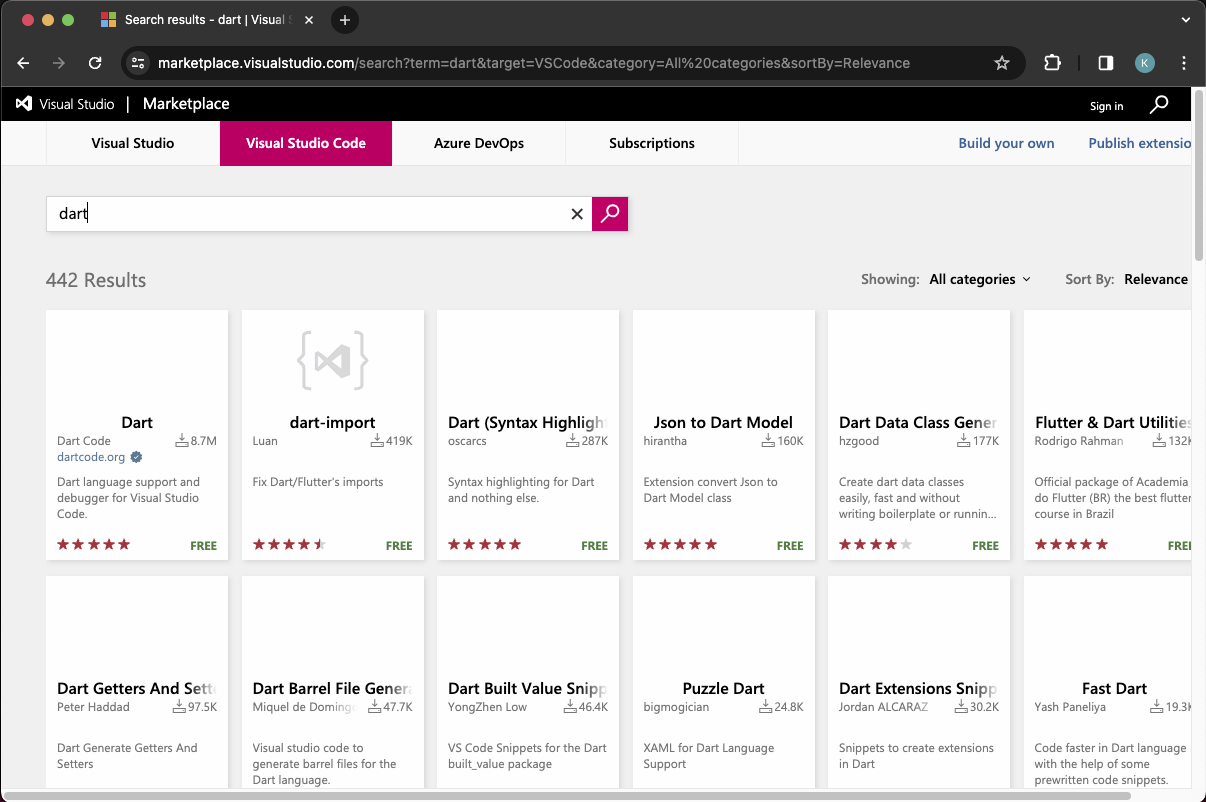 Search results - dart | Visual S
marketplace.visualstudio.com/search?term=dart&target=VSCode&category=All%20categories&sortBy=Relevance
K
Visual Studio | Marketplace
Sign in
Visual Studio
Visual Studio Code
Azure DevOps
Subscriptions
Build your own
Publish extensio
dart
442 Results
Showing: All categories
Sort By: Relevance
Dart
Dart Code 8.7M
dartcode.org
Dart language support and
debugger for Visual Studio
Code.
FREE
dart-import
Luan 419K
Fix Dart/Flutter's imports
FREE
Dart (Syntax Highligh
oscarcs 287K
Syntax highlighting for Dart
and nothing else.
FREE
Json to Dart Model
hirantha 160K
Extension convert Json to
Dart Model class
FREE
Dart Data Class Gener
hzgood 177K
Create dart data classes
easily, fast and without
writing boilerplate or runnin...
FREE
Flutter & Dart Utilities
Rodrigo Rahman 132K
Official package of Academia
do Flutter (BR) the best flutter
course in Brazil
FREE
Dart Getters And Sett
Peter Haddad 97.5K
Dart Generate Getters And
Setters
Dart Barrel File Genera
Miquel de Domingo 47.7K
Visual studio code to
generate barrel files for the
Dart language.
Dart Built Value Snipp
YongZhen Low 46.4K
VS Code Snippets for the Dart
built_value package
Puzzle Dart
bigmogician 24.8K
XAML for Dart Language
Support
Dart Extensions Snipp
Jordan ALCARAZ 30.2K
Snippets to create extensions
in Dart
Fast Dart
Yash Paneliya 19.3K
Code faster in Dart language
with the help of some
prewritten code snippets.